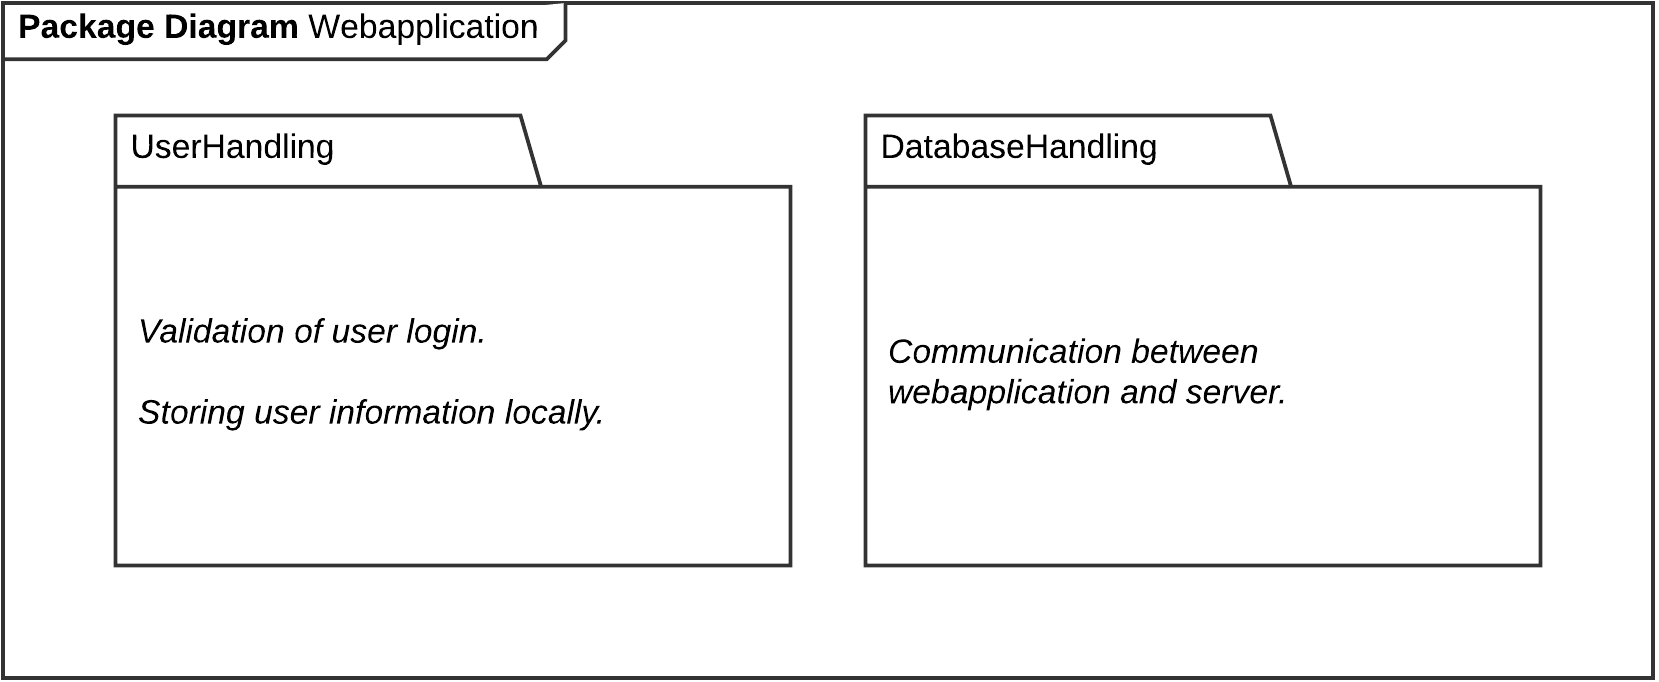 Package Diagram Webapplication
UserHandling
Validation of user login.
Storing user information locally.
DatabaseHandling
Communication between
webapplication and server.